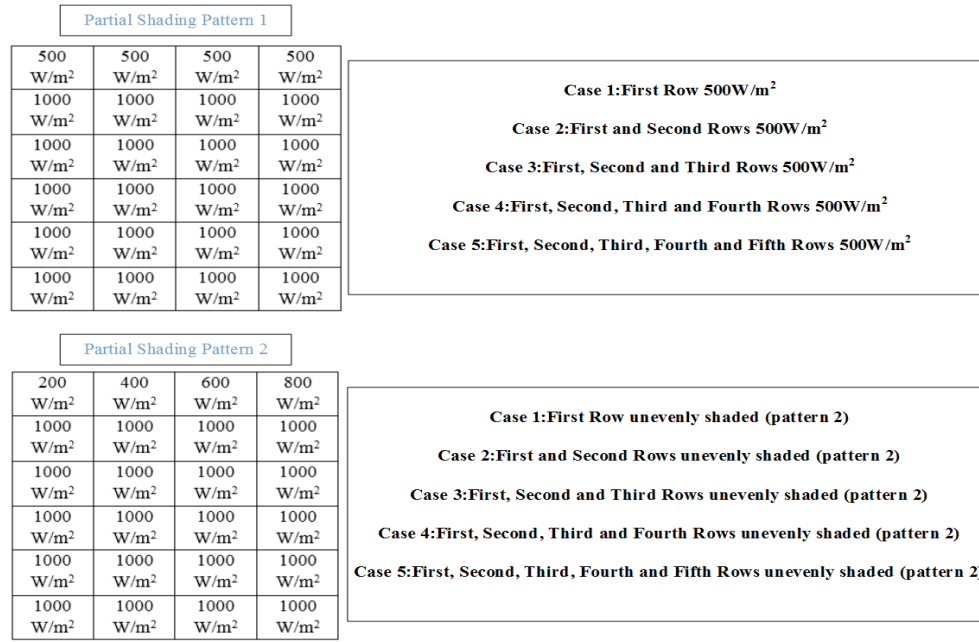 Partial Shading Pattern 1
500 500 500 500
W/m² W/m² W/m² W/m²
1000 1000 1000 1000
W/m² W/m² W/m² W/m²
1000 1000 1000 1000
W/m² W/m² W/m² W/m²
1000 1000 1000 1000
W/m² W/m² W/m² W/m²
1000 1000 1000 1000
W/m² W/m² W/m² W/m²
1000 1000 1000 1000
W/m² W/m² W/m² W/m²
Case 1:First Row 500W/m²
Case 2:First and Second Rows 500W/m²
Case 3:First, Second and Third Rows 500W/m²
Case 4:First, Second, Third and Fourth Rows 500W/m²
Case 5:First, Second, Third, Fourth and Fifth Rows 500W/m²
Partial Shading Pattern 2
200 400 600 800
W/m² W/m² W/m² W/m²
1000 1000 1000 1000
W/m² W/m² W/m² W/m²
1000 1000 1000 1000
W/m² W/m² W/m² W/m²
1000 1000 1000 1000
W/m² W/m² W/m² W/m²
1000 1000 1000 1000
W/m² W/m² W/m² W/m²
1000 1000 1000 1000
W/m² W/m² W/m² W/m²
Case 1:First Row unevenly shaded (pattern 2)
Case 2:First and Second Rows unevenly shaded (pattern 2)
Case 3:First, Second and Third Rows unevenly shaded (pattern 2)
Case 4:First, Second, Third and Fourth Rows unevenly shaded (pattern 2)
Case 5:First, Second, Third, Fourth and Fifth Rows unevenly shaded (pattern 2)